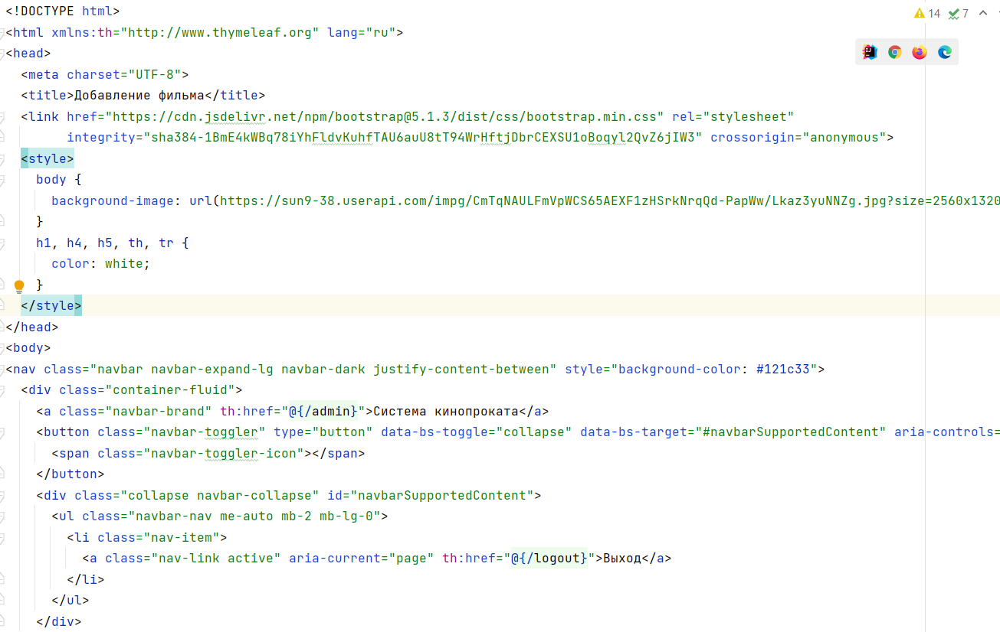 <!DOCTYPE html>
14 7
<html xmlns:th="http://www.thymeleaf.org" lang="ru">
<head>
<meta charset="UTF-8">
<title>Добавление фильма</title>
<link href="https://cdn.jsdelivr.net/npm/bootstrap@5.1.3/dist/css/bootstrap.min.css" rel="stylesheet"
integrity="sha384-1BmE4kWBq78iYhFldvKuhfTAU6auU8tT94WrHftjDbrCEXSU1oBoqyl2QvZ6jIW3" crossorigin="anonymous">
<style>
body {
background-image: url(https://sun9-38.userapi.com/impg/CmTqNAULFmVpWCS65AEXF1zHSrkNrqQd-PapWw/Lkaz3yuNNZg.jpg?size=2560x1320
}
h1, h4, h5, th, tr {
color: white;
}
</style>
</head>
<body>
<nav class="navbar navbar-expand-lg navbar-dark justify-content-between" style="background-color: #121c33">
<div class="container-fluid">
<a class="navbar-brand" th:href="@{/admin}">Система кинопроката</a>
<button class="navbar-toggler" type="button" data-bs-toggle="collapse" data-bs-target="#navbarSupportedContent" aria-controls=
<span class="navbar-toggler-icon"></span>
</button>
<div class="collapse navbar-collapse" id="navbarSupportedContent">
<ul class="navbar-nav me-auto mb-2 mb-lg-0">
<li class="nav-item">
<a class="nav-link active" aria-current="page" th:href="@{/logout}">Выход</a>
</li>
</ul>
</div>